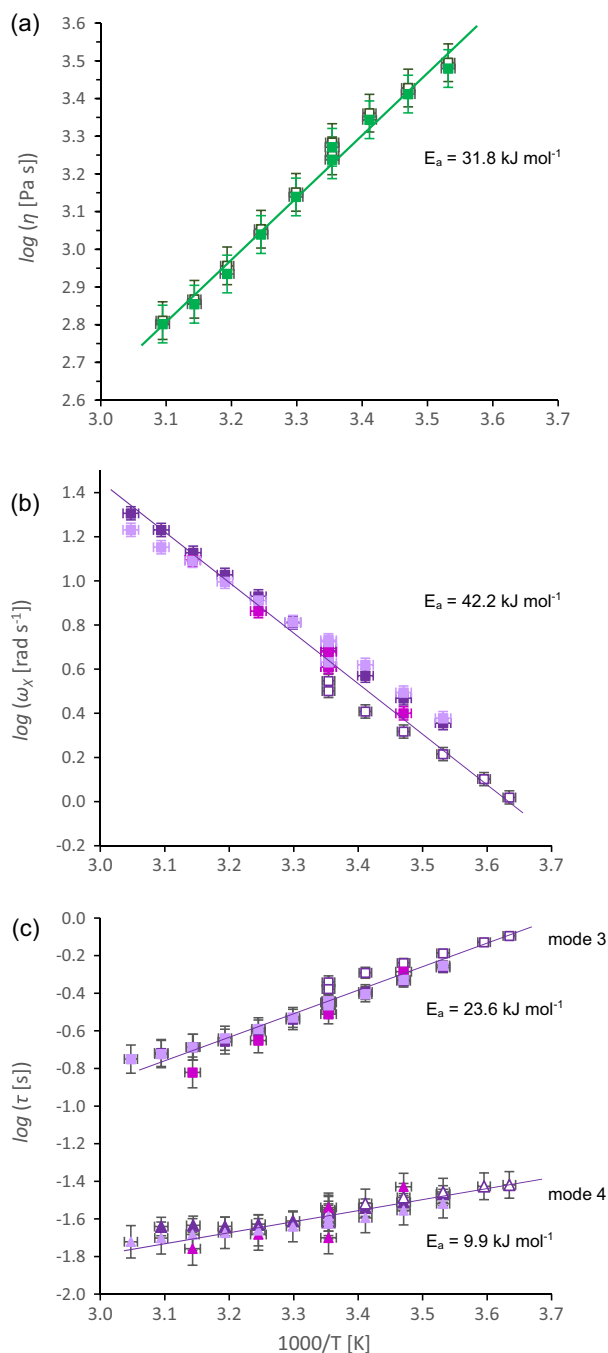 (a)
3.6
3.5
3.4
3.3
3.2
3.1
3.0
2.9
2.8
2.7
2.6
log (η [Pa s]
Eₐ = 31.8 kJ mol⁻¹
3.0 3.1 3.2 3.3 3.4 3.5 3.6 3.7
(b)
1.4
1.2
1.0
0.8
0.6
0.4
0.2
0.0
-0.2
log (ωₓ [rad s⁻¹])
Eₐ = 42.2 kJ mol⁻¹
3.0 3.1 3.2 3.3 3.4 3.5 3.6 3.7
(c)
0.0
-0.2
-0.4
-0.6
-0.8
-1.0
-1.2
-1.4
-1.6
-1.8
-2.0
log (τ [s])
mode 3
Eₐ = 23.6 kJ mol⁻¹
mode 4
Eₐ = 9.9 kJ mol⁻¹
3.0 3.1 3.2 3.3 3.4 3.5 3.6 3.7
1000/T [K]